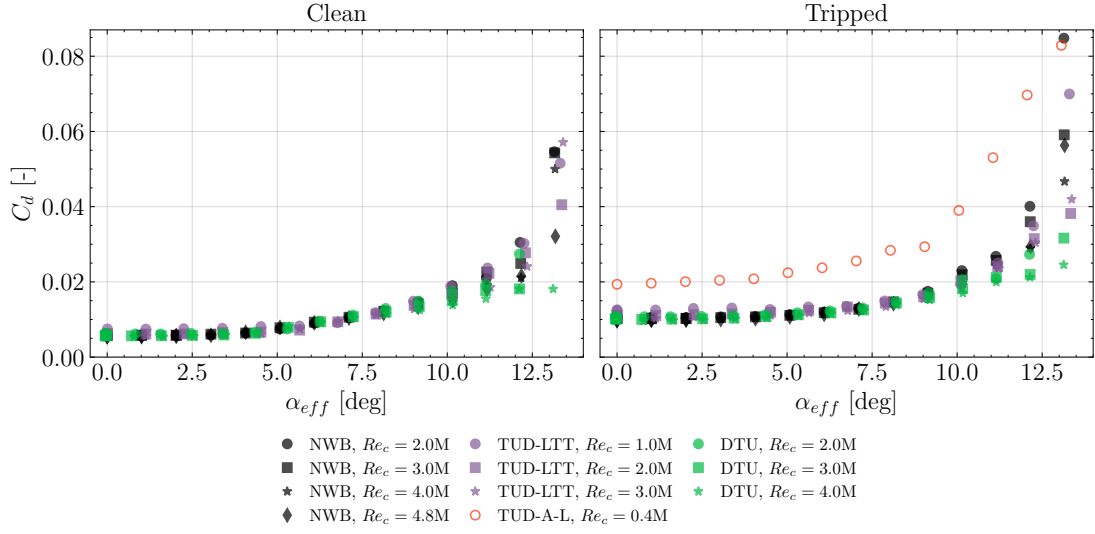 Clean
Tripped
0.08
0.06
0.04
0.02
0.00
C_d [-]
0.0 2.5 5.0 7.5 10.0 12.5
0.0 2.5 5.0 7.5 10.0 12.5
α_eff [deg]
α_eff [deg]
NWB, Re_c = 2.0M
NWB, Re_c = 3.0M
NWB, Re_c = 4.0M
NWB, Re_c = 4.8M
TUD-LTT, Re_c = 1.0M
TUD-LTT, Re_c = 2.0M
TUD-LTT, Re_c = 3.0M
TUD-A-L, Re_c = 0.4M
DTU, Re_c = 2.0M
DTU, Re_c = 3.0M
DTU, Re_c = 4.0M